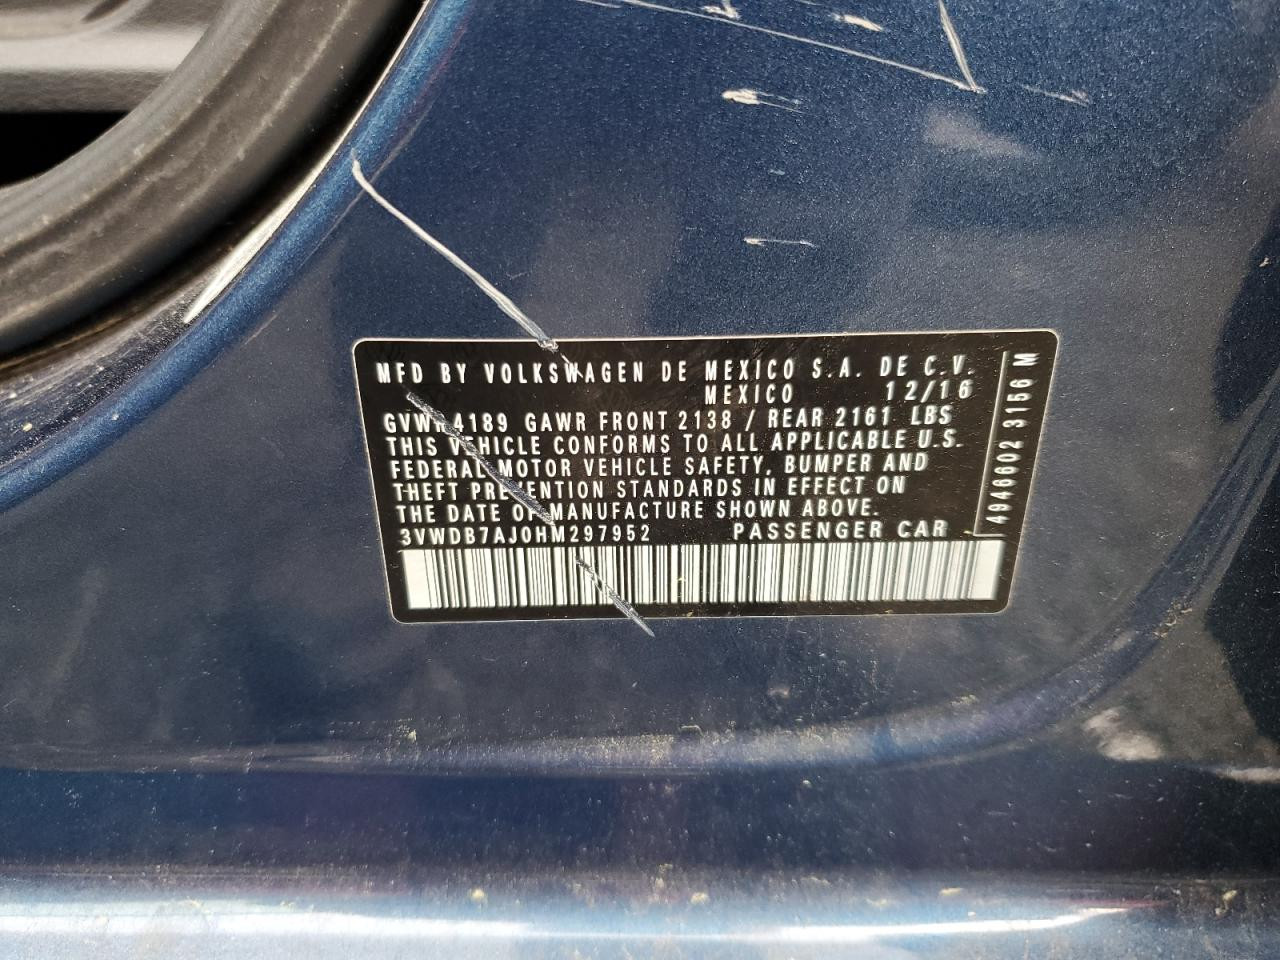 MFD BY VOLKSWAGEN DE MEXICO S.A. DE C.V.
MEXICO 12/16
GVWR 4189 GAWR FRONT 2138 / REAR 2161 LBS
THIS VEHICLE CONFORMS TO ALL APPLICABLE U.S.
FEDERAL MOTOR VEHICLE SAFETY, BUMPER AND
THEFT PREVENTION STANDARDS IN EFFECT ON
THE DATE OF MANUFACTURE SHOWN ABOVE.
3VWDB7AJ0HM297952 PASSENGER CAR
4946602 3156 M